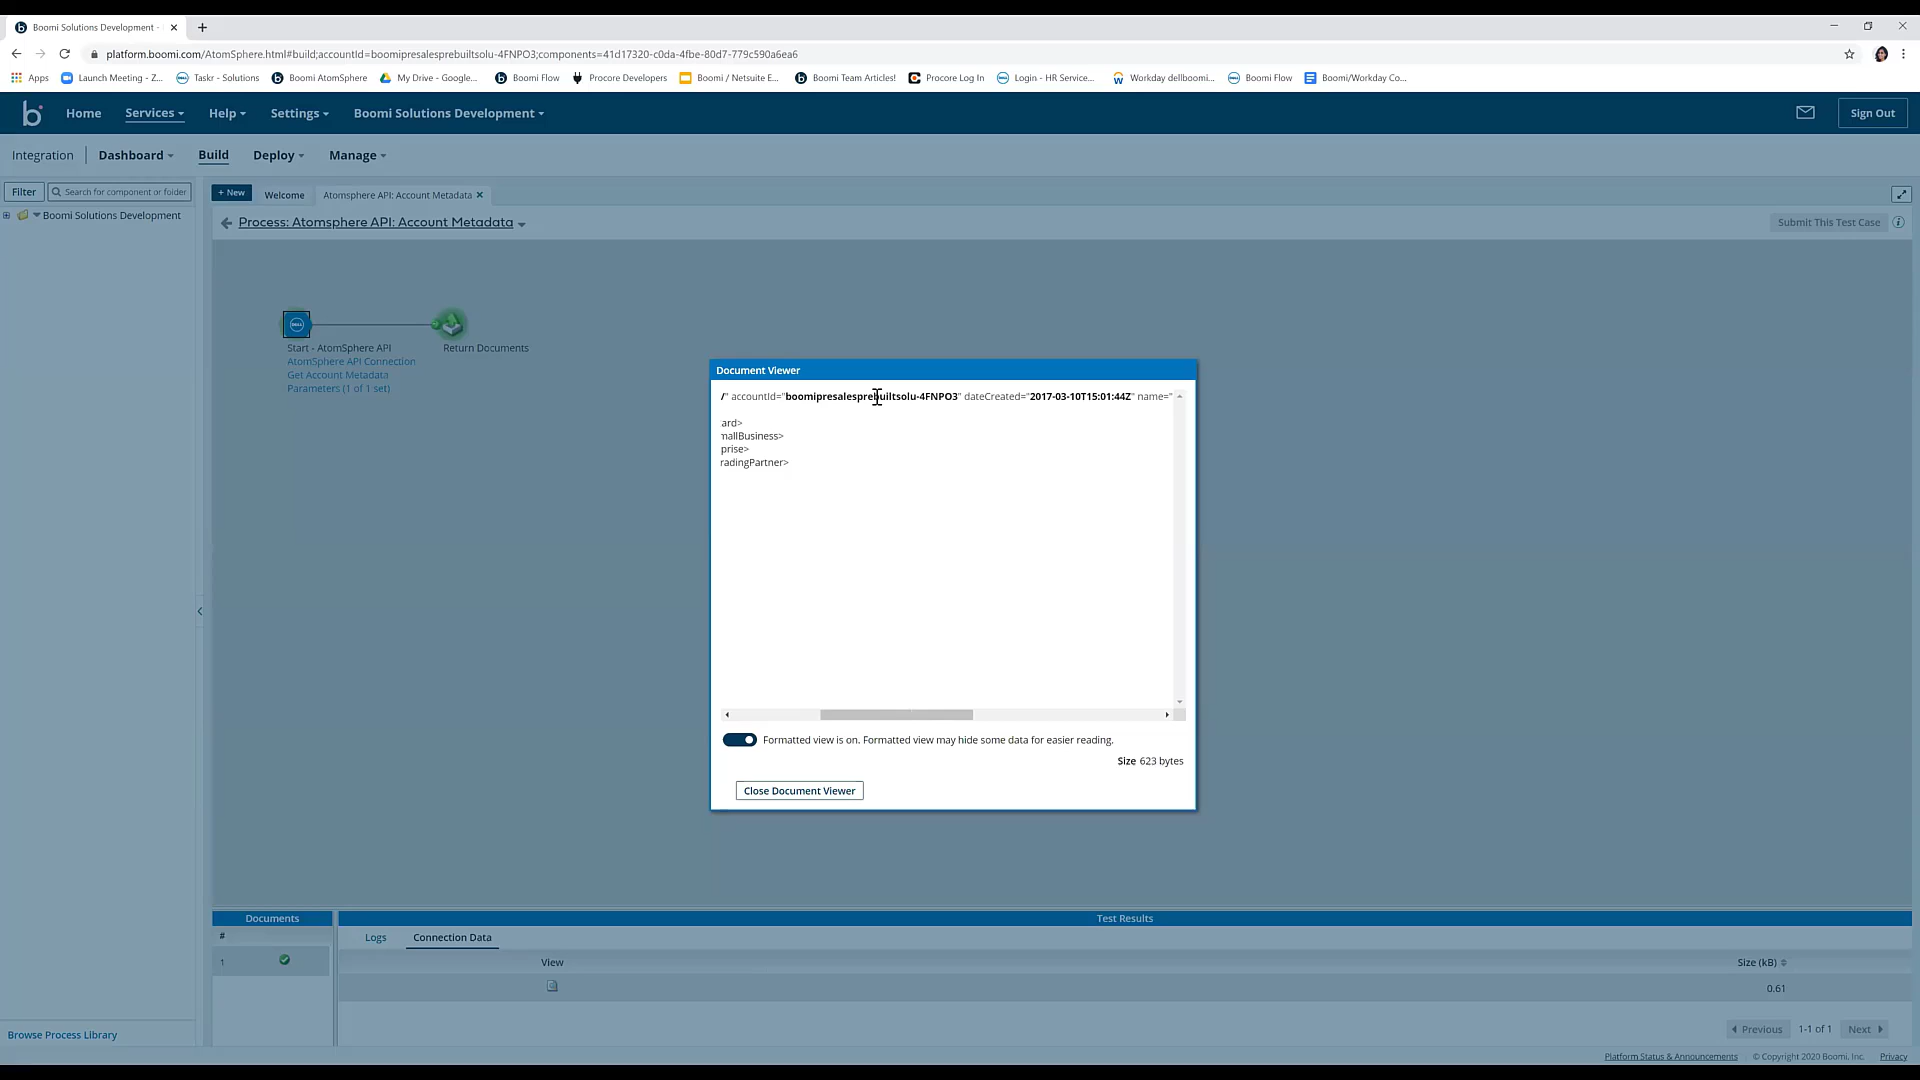 Boomi Solutions Development -
platform.boomi.com/AtomSphere.html#build;accountId=boomipresalesprebuiltsolu-4FNPO3;components=41d17320-c0da-4fbe-80d7-779c590a6ea6
Apps Launch Meeting - Z... Taskr - Solutions Boomi AtomSphere My Drive - Google... Boomi Flow Procore Developers Boomi / Netsuite E... Boomi Team Articles! Procore Log In Login - HR Service... Workday dellboomi... Boomi Flow Boomi/Workday Co...
b Home Services Help Settings Boomi Solutions Development Sign Out
Integration Dashboard Build Deploy Manage
Filter Search for component or folder
+ New Welcome Atomsphere API: Account Metadata
Boomi Solutions Development
Process: Atomsphere API: Account Metadata Submit This Test Case
Start - AtomSphere API
AtomSphere API Connection
Get Account Metadata
Parameters (1 of 1 set)
Return Documents
Document Viewer
/" accountId="boomipresalesprebuiltsolu-4FNPO3" dateCreated="2017-03-10T15:01:44Z" name="
ard>
mallBusiness>
prise>
radingPartner>
Formatted view is on. Formatted view may hide some data for easier reading.
Size 623 bytes
Close Document Viewer
Documents Test Results
# Logs Connection Data
1 View Size (kB)
0.61
Previous 1-1 of 1 Next
Browse Process Library
Platform Status & Announcements © Copyright 2020 Boomi, Inc. Privacy